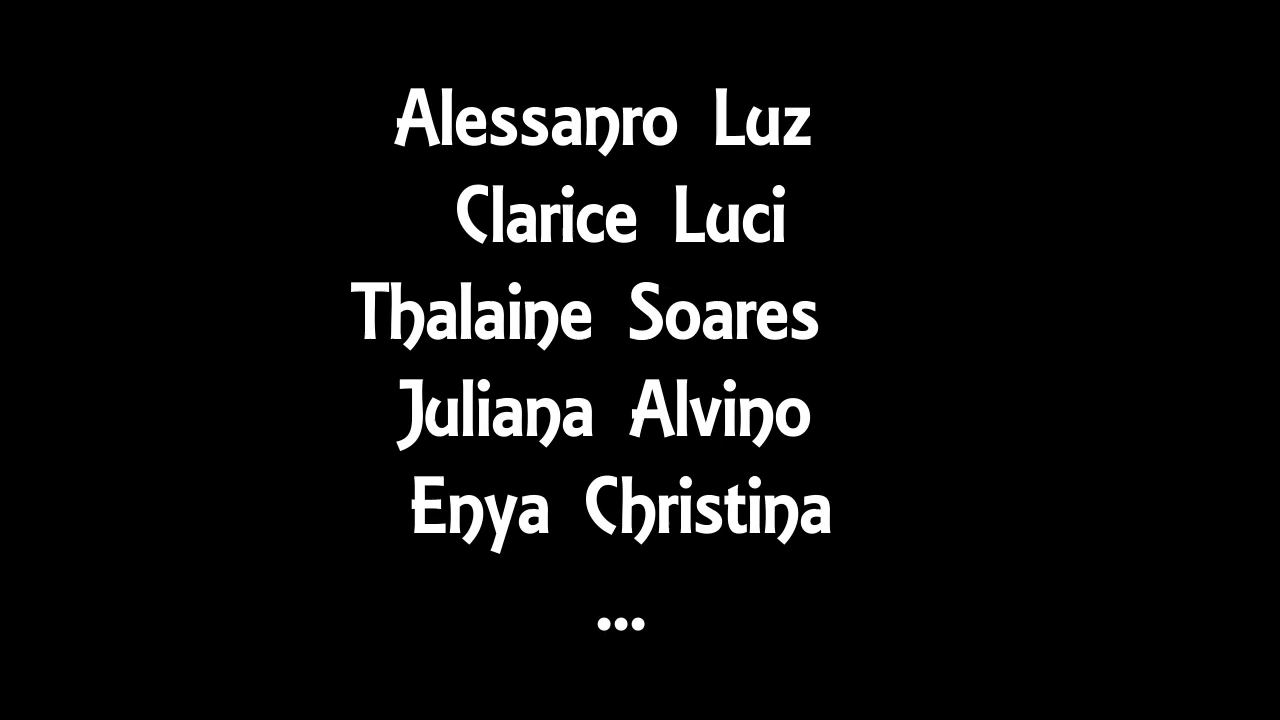 Alessanro Luz
Clarice Luci
Thalaine Soares
Juliana Alvino
Enya Christina
...